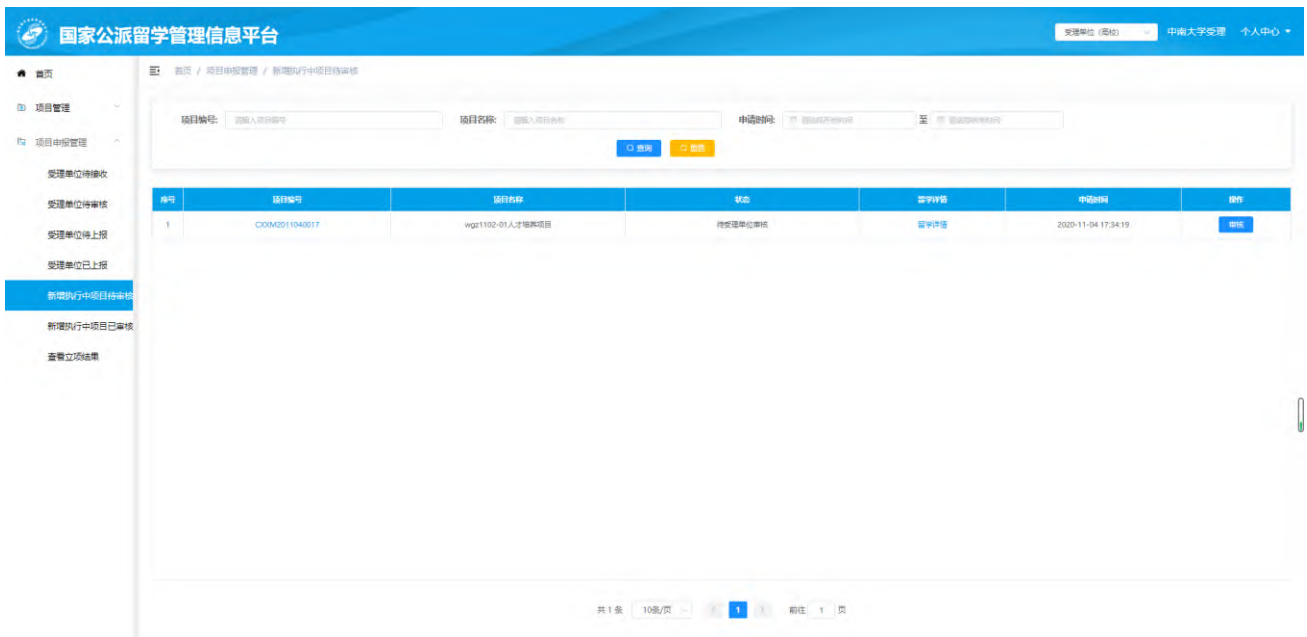 国家公派留学管理信息平台
受理单位（高校）
中南大学受理
个人中心
首页
首页 / 项目申报管理 / 新增执行中项目待审核
项目管理
项目申报管理
受理单位待接收
受理单位待审核
受理单位待上报
受理单位已上报
新增执行中项目待审核
新增执行中项目已审核
查看立项结果
项目编号: 请输入项目编号
项目名称: 请输入项目名称
申请时间: 至
查询 重置
序号 项目编号 项目名称 状态 留学详情 申请时间 操作
1 CXXM2011040017 wgz1102-01人才培养项目 待受理单位审核 留学详情 2020-11-04 17:34:19 审核
共 1 条 10条/页 1 前往 1 页